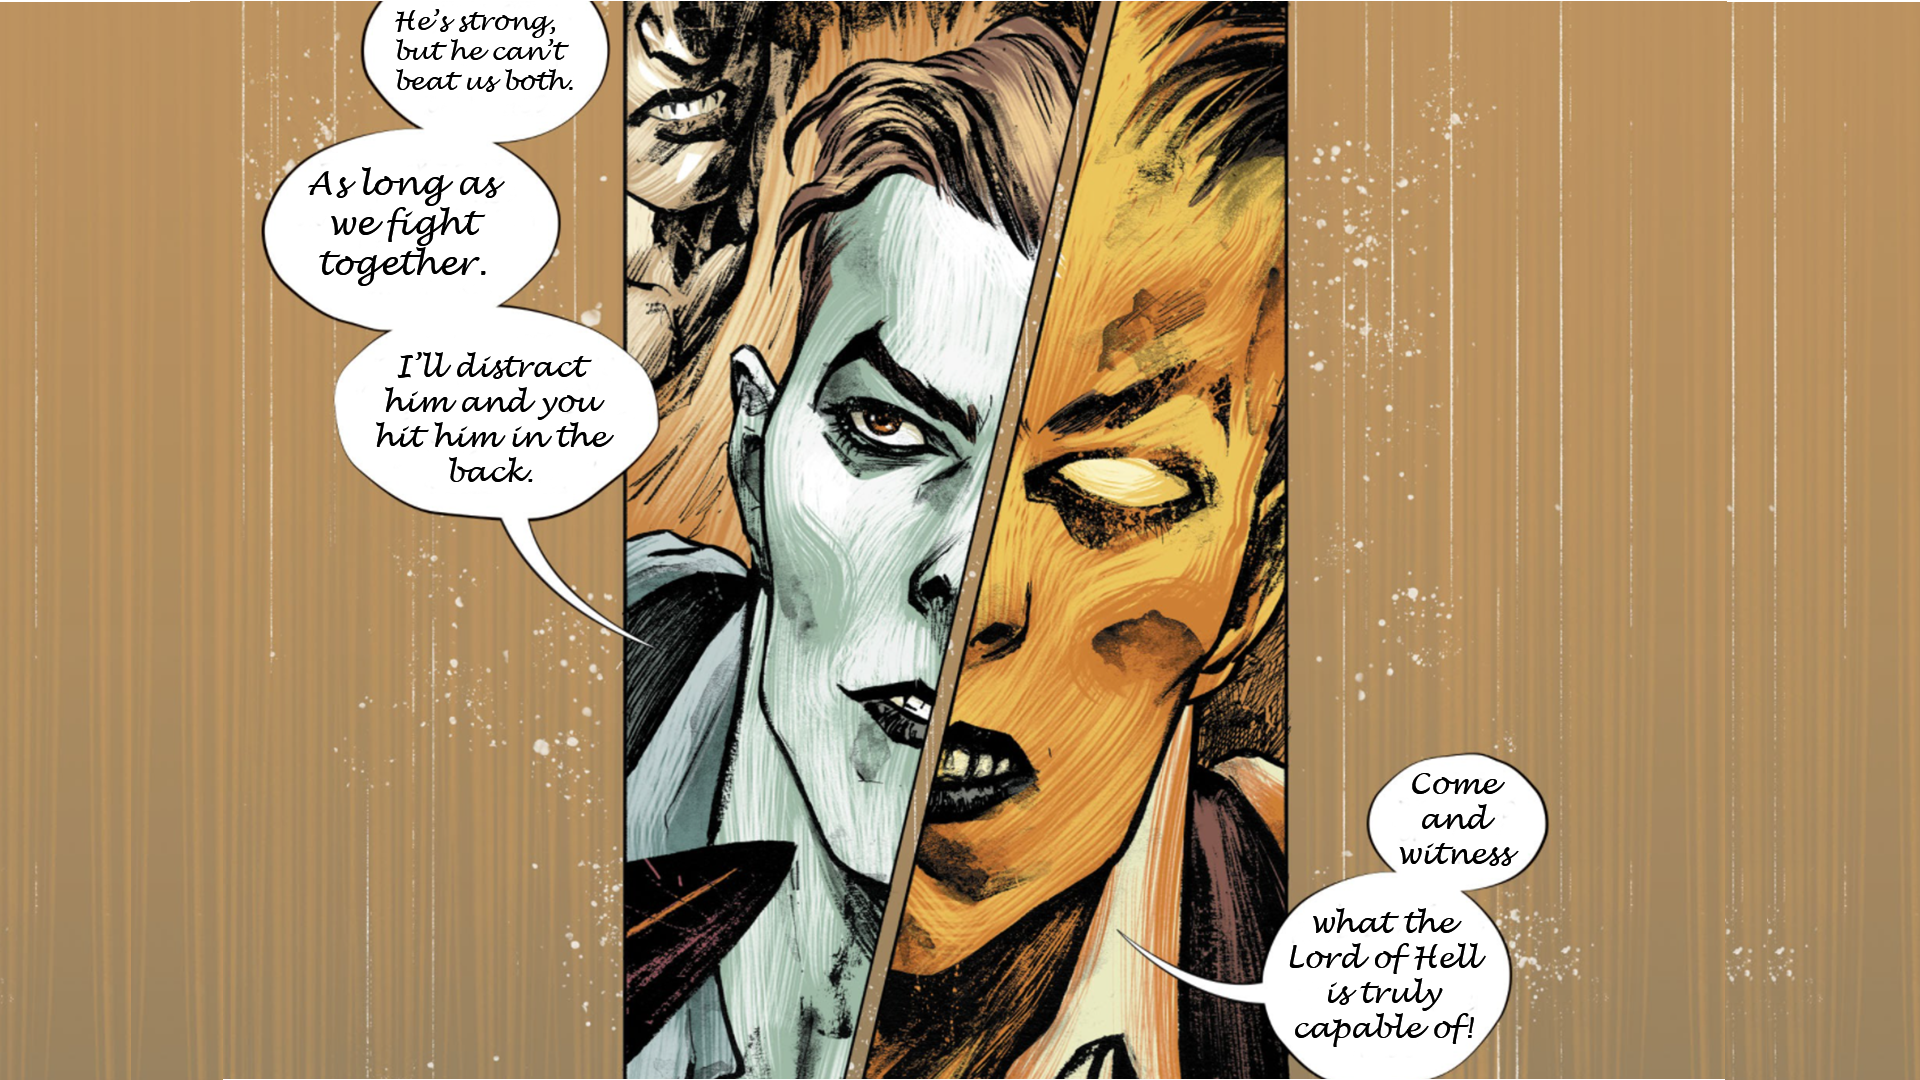 He's strong,
but he can't
beat us both.
As long as
we fight
together.
I'll distract
him and you
hit him in the
back.
Come
and
witness
what the
Lord of Hell
is truly
capable of!